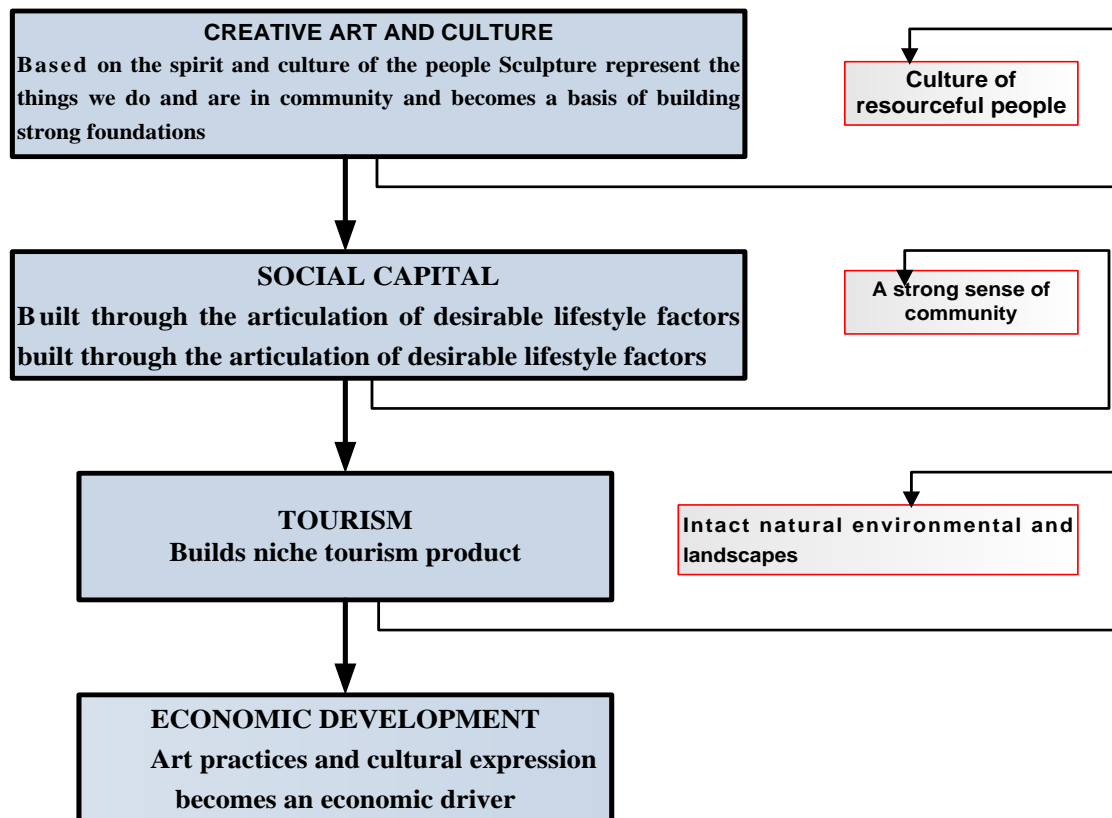 CREATIVE ART AND CULTURE
Based on the spirit and culture of the people Sculpture represent the
things we do and are in community and becomes a basis of building
strong foundations
Culture of
resourceful people
SOCIAL CAPITAL
Built through the articulation of desirable lifestyle factors
built through the articulation of desirable lifestyle factors
A strong sense of
community
TOURISM
Builds niche tourism product
Intact natural environmental and
landscapes
ECONOMIC DEVELOPMENT
Art practices and cultural expression
becomes an economic driver